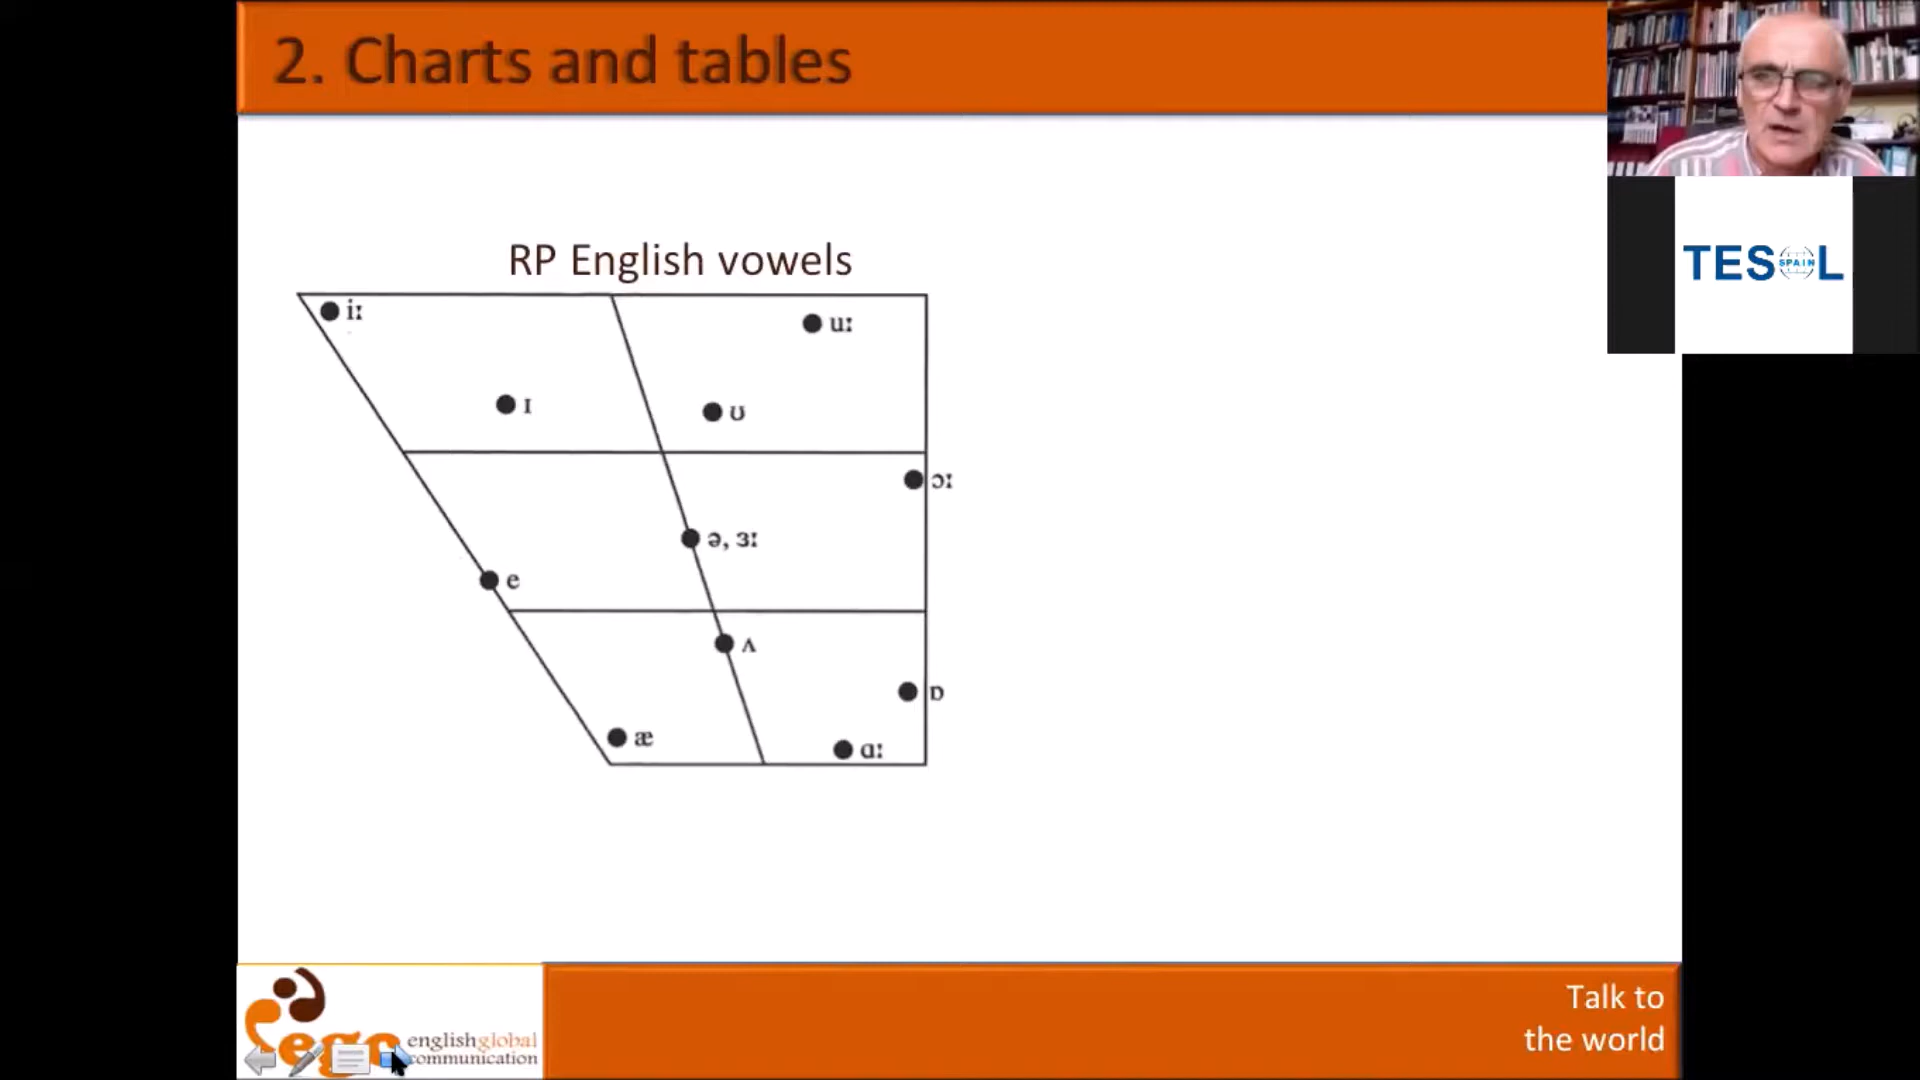 2. Charts and tables
TESOL
SPAIN
RP English vowels
iː
uː
ɪ
ʊ
ɔː
ə, ɜː
e
ʌ
ɒ
æ
ɑː
ego
englishglobal
communication
Talk to
the world